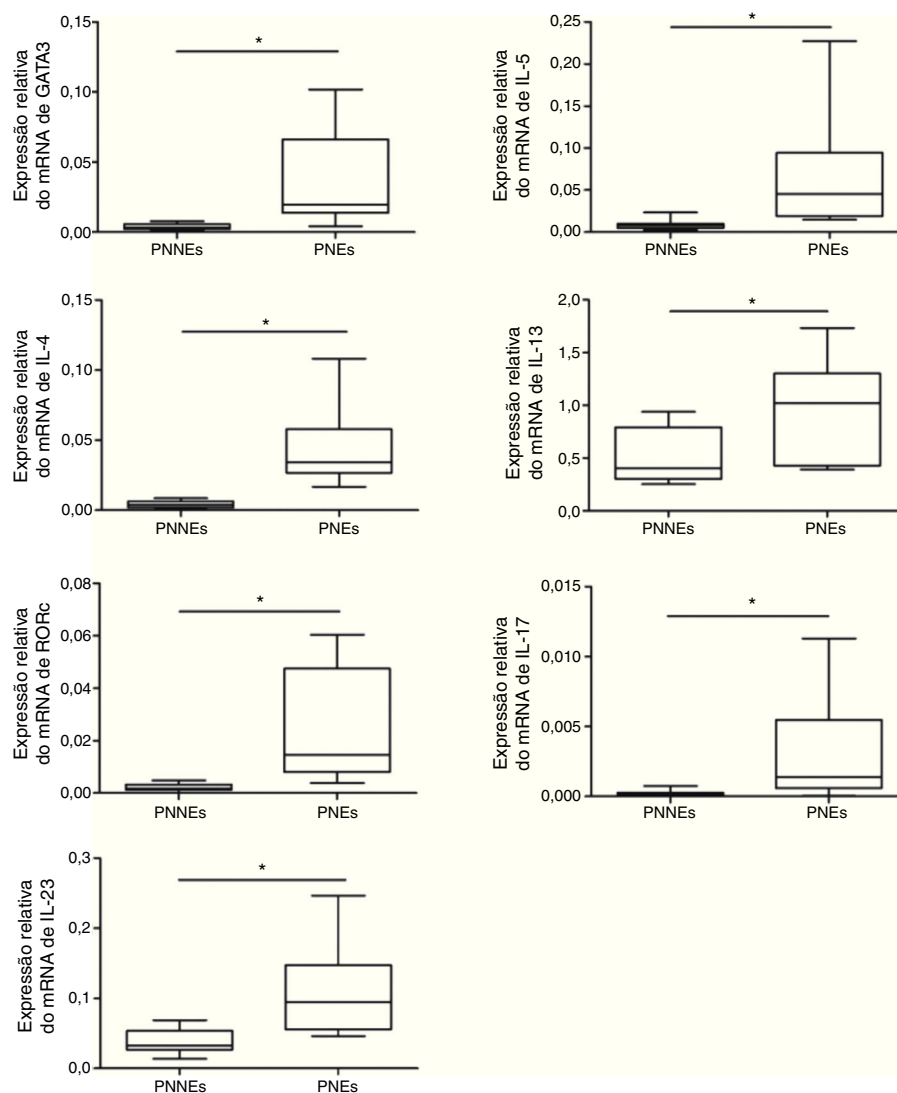 Expressão relativa
do mRNA de GATA3
0,15
0,10
0,05
0,00
*
PNNEs
PNEs
Expressão relativa
do mRNA de IL-5
0,25
0,20
0,15
0,10
0,05
0,00
*
PNNEs
PNEs
Expressão relativa
do mRNA de IL-4
0,15
0,10
0,05
0,00
*
PNNEs
PNEs
Expressão relativa
do mRNA de IL-13
2,0
1,5
1,0
0,5
0,0
*
PNNEs
PNEs
Expressão relativa
do mRNA de RORc
0,08
0,06
0,04
0,02
0,00
*
PNNEs
PNEs
Expressão relativa
do mRNA de IL-17
0,015
0,010
0,005
0,000
*
PNNEs
PNEs
Expressão relativa
do mRNA de IL-23
0,3
0,2
0,1
0,0
*
PNNEs
PNEs